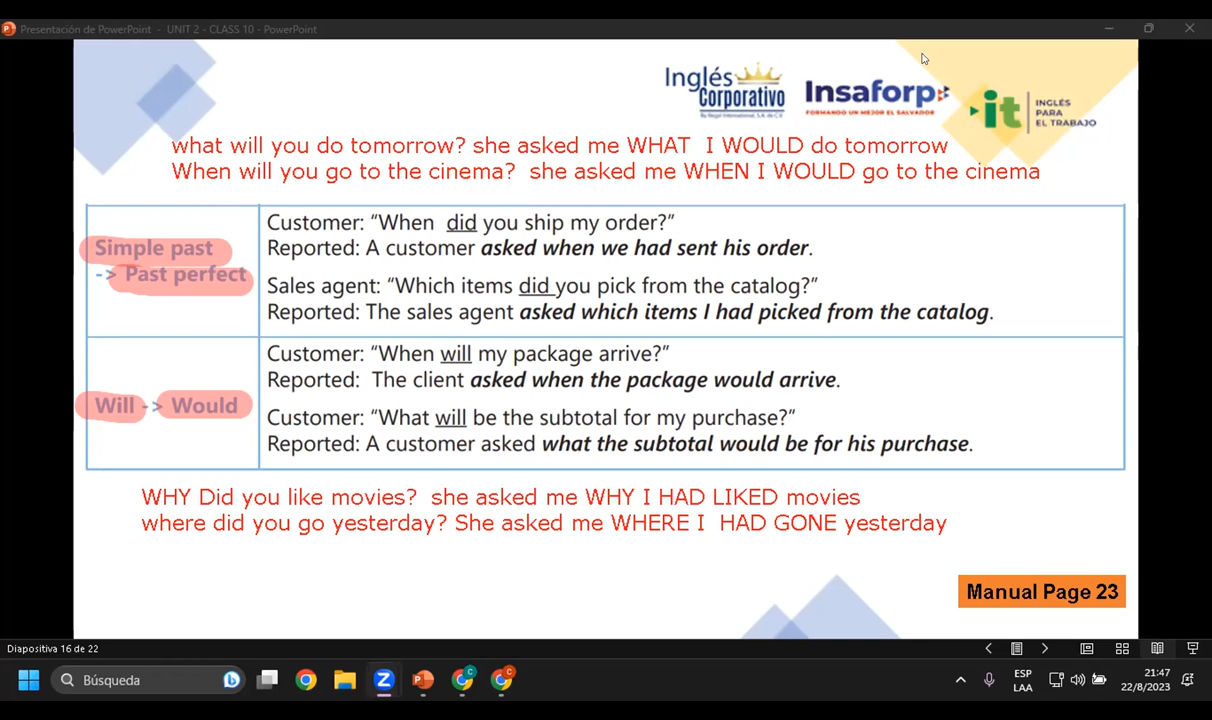 Presentación de PowerPoint - UNIT 2 - CLASS 10 - PowerPoint
Inglés
Corporativo
Insaforp
FORMANDO UN MEJOR EL SALVADOR
it
INGLÉS
PARA
EL TRABAJO
what will you do tomorrow? she asked me WHAT I WOULD do tomorrow
When will you go to the cinema? she asked me WHEN I WOULD go to the cinema
Simple past
-> Past perfect
Customer: “When did you ship my order?”
Reported: A customer asked when we had sent his order.
Sales agent: “Which items did you pick from the catalog?”
Reported: The sales agent asked which items I had picked from the catalog.
Will -> Would
Customer: “When will my package arrive?”
Reported: The client asked when the package would arrive.
Customer: “What will be the subtotal for my purchase?”
Reported: A customer asked what the subtotal would be for his purchase.
WHY Did you like movies? she asked me WHY I HAD LIKED movies
where did you go yesterday? She asked me WHERE I HAD GONE yesterday
Manual Page 23
Diapositiva 16 de 22
Búsqueda
ESP
LAA
21:47
22/8/2023